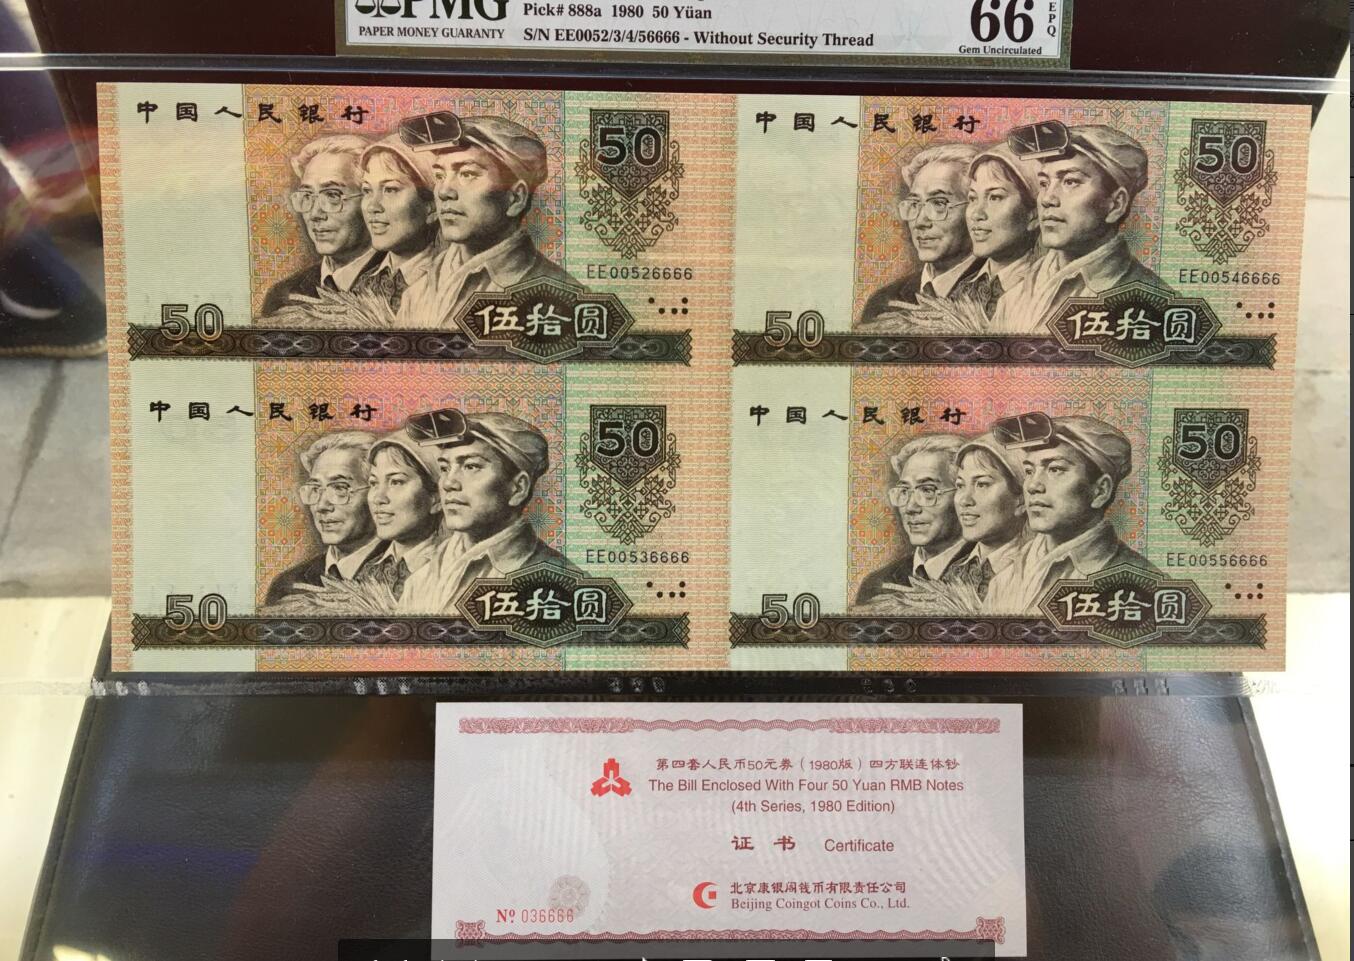 PMG
PAPER MONEY GUARANTY
Pick# 888a 1980 50 Yüan
S/N EE0052/3/4/56666 - Without Security Thread
66
EPQ
Gem Uncirculated
中国人民银行
50
EE00526666
50
伍拾圆
中国人民银行
50
EE00546666
50
伍拾圆
中国人民银行
50
EE00536666
50
伍拾圆
中国人民银行
50
EE00556666
50
伍拾圆
第四套人民币50元券（1980版）四方联连体钞
The Bill Enclosed With Four 50 Yuan RMB Notes
(4th Series, 1980 Edition)
证书 Certificate
北京康银阁钱币有限责任公司
Beijing Coingot Coins Co., Ltd.
Nº 036666